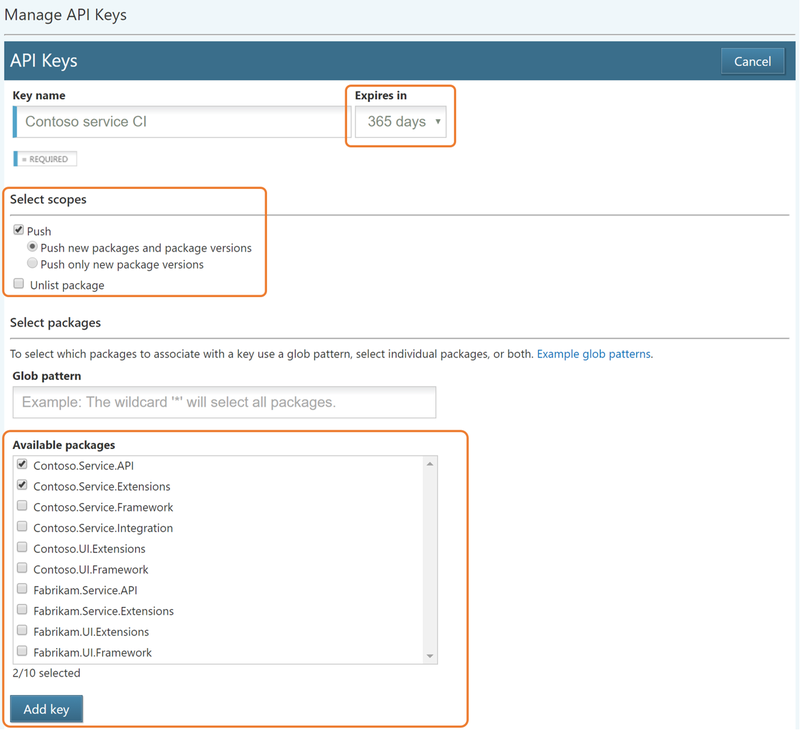 Manage API Keys
API Keys
Cancel
Key name
Expires in
Contoso service CI
365 days
= REQUIRED
Select scopes
Push
Push new packages and package versions
Push only new package versions
Unlist package
Select packages
To select which packages to associate with a key use a glob pattern, select individual packages, or both. Example glob patterns.
Glob pattern
Example: The wildcard '*' will select all packages.
Available packages
Contoso.Service.API
Contoso.Service.Extensions
Contoso.Service.Framework
Contoso.Service.Integration
Contoso.UI.Extensions
Contoso.UI.Framework
Fabrikam.Service.API
Fabrikam.Service.Extensions
Fabrikam.UI.Extensions
Fabrikam.UI.Framework
2/10 selected
Add key